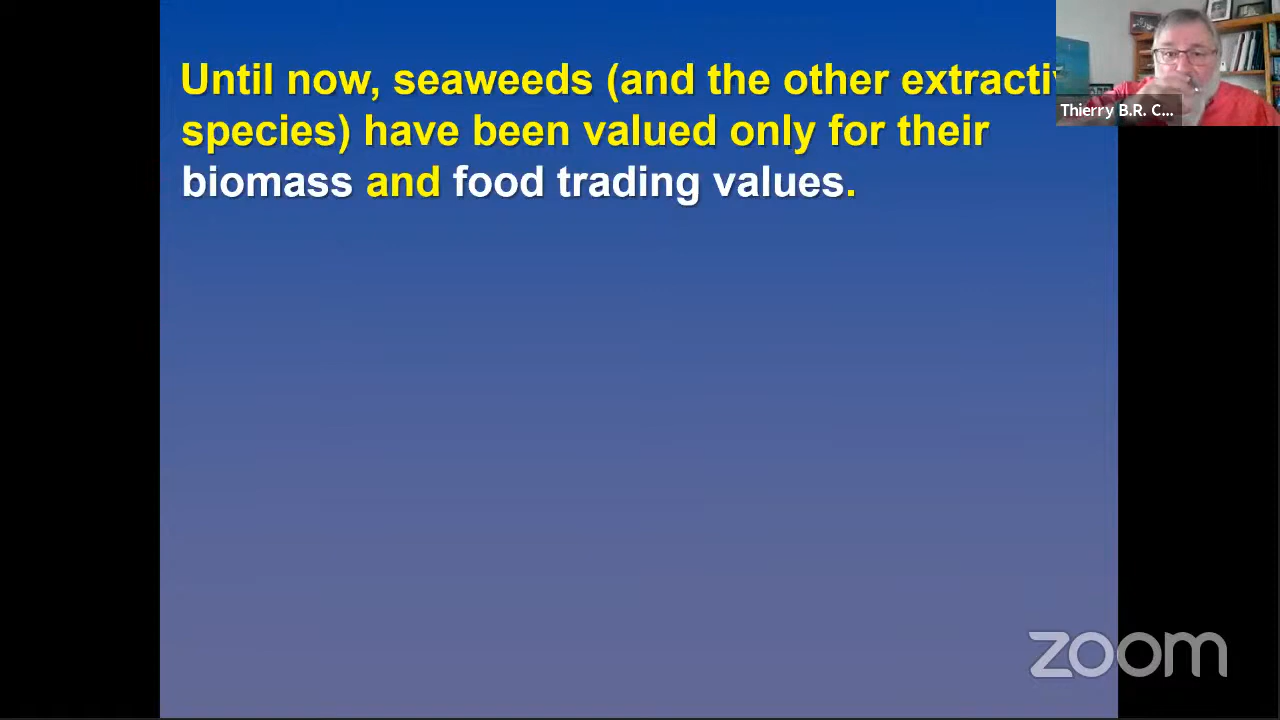 Until now, seaweeds (and the other
species) have been valued only for their
biomass and food trading values.
Thierry B.R. C...
zoom